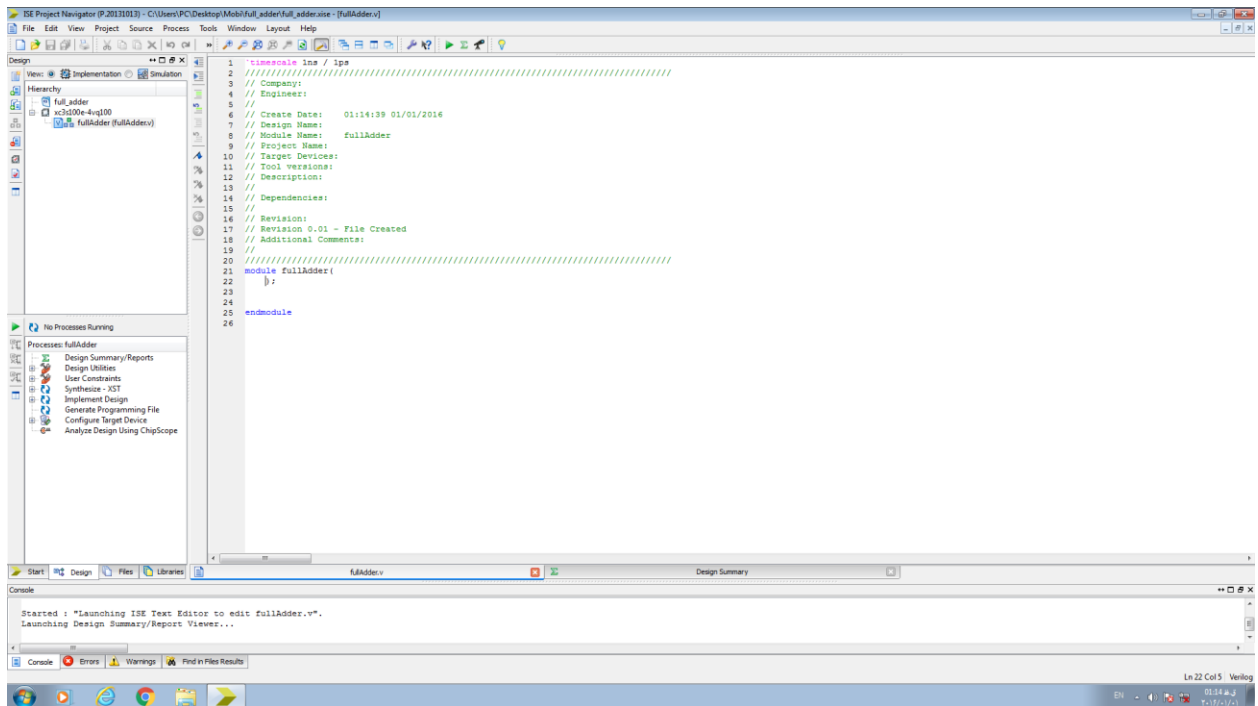 ISE Project Navigator (P.20131013) - C:\Users\PC\Desktop\Mobi\full_adder\full_adder.xise - [fullAdder.v]
File Edit View Project Source Process Tools Window Layout Help
Design
View: Implementation Simulation
Hierarchy
full_adder
xc3s100e-4vq100
fullAdder (fullAdder.v)
No Processes Running
Processes: fullAdder
Design Summary/Reports
Design Utilities
User Constraints
Synthesize - XST
Implement Design
Generate Programming File
Configure Target Device
Analyze Design Using ChipScope
Start Design Files Libraries
1 `timescale 1ns / 1ps
2 //////////////////////////////////////////////////////////////////////////////////
3 // Company:
4 // Engineer:
5 //
6 // Create Date: 01:14:39 01/01/2016
7 // Design Name:
8 // Module Name: fullAdder
9 // Project Name:
10 // Target Devices:
11 // Tool versions:
12 // Description:
13 //
14 // Dependencies:
15 //
16 // Revision:
17 // Revision 0.01 - File Created
18 // Additional Comments:
19 //
20 //////////////////////////////////////////////////////////////////////////////////
21 module fullAdder(
22 );
23
24
25 endmodule
26
fullAdder.v Design Summary
Console
Started : "Launching ISE Text Editor to edit fullAdder.v".
Launching Design Summary/Report Viewer...
Console Errors Warnings Find in Files Results
Ln 22 Col 5 Verilog
EN 01:14